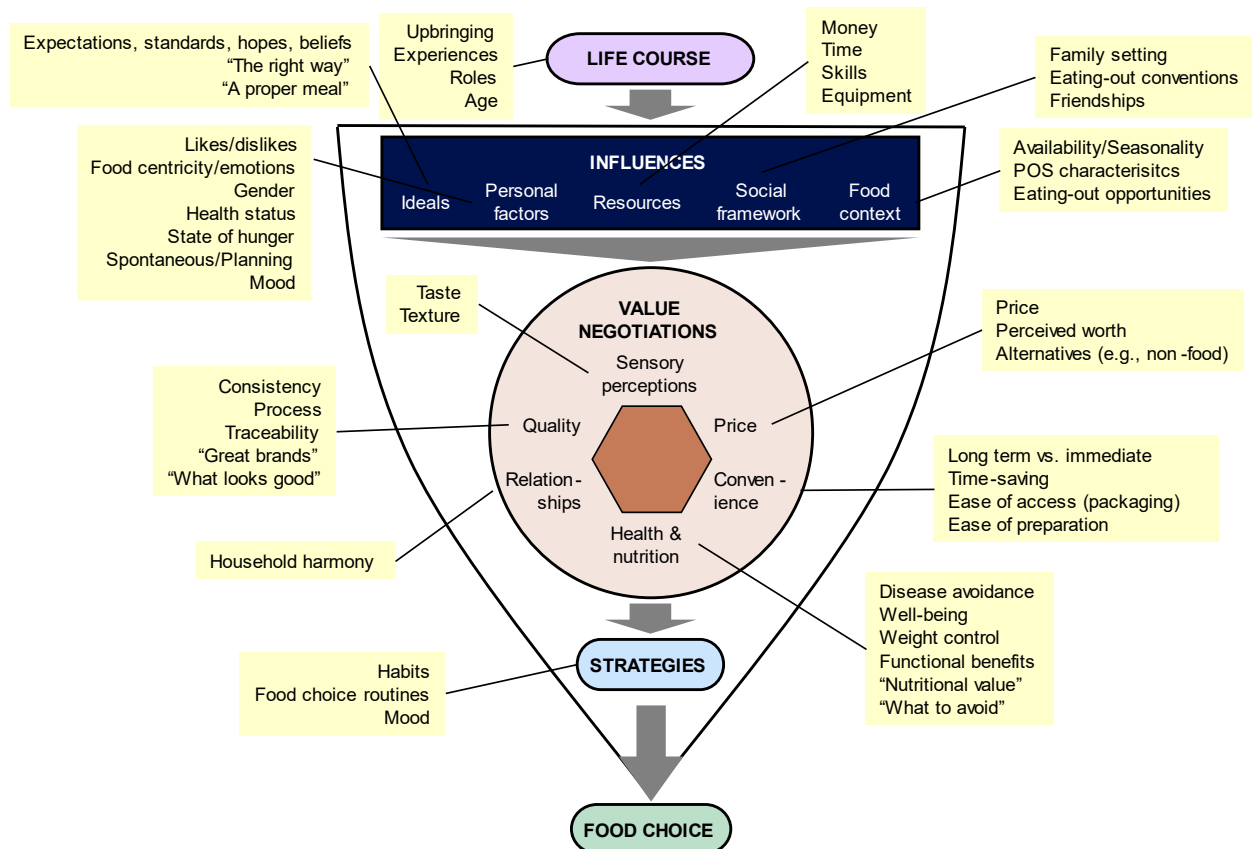 Expectations, standards, hopes, beliefs
“The right way”
“A proper meal”
Upbringing
Experiences
Roles
Age
LIFE COURSE
Money
Time
Skills
Equipment
Family setting
Eating-out conventions
Friendships
Likes/dislikes
Food centricity/emotions
Gender
Health status
State of hunger
Spontaneous/Planning
Mood
INFLUENCES
Ideals
Personal
factors
Resources
Social
framework
Food
context
Availability/Seasonality
POS characterisitcs
Eating-out opportunities
Taste
Texture
VALUE
NEGOTIATIONS
Sensory
perceptions
Quality
Price
Relation-
ships
Conven-
ience
Health &
nutrition
Price
Perceived worth
Alternatives (e.g., non-food)
Consistency
Process
Traceability
“Great brands”
“What looks good”
Long term vs. immediate
Time-saving
Ease of access (packaging)
Ease of preparation
Household harmony
Disease avoidance
Well-being
Weight control
Functional benefits
“Nutritional value”
“What to avoid”
Habits
Food choice routines
Mood
STRATEGIES
FOOD CHOICE